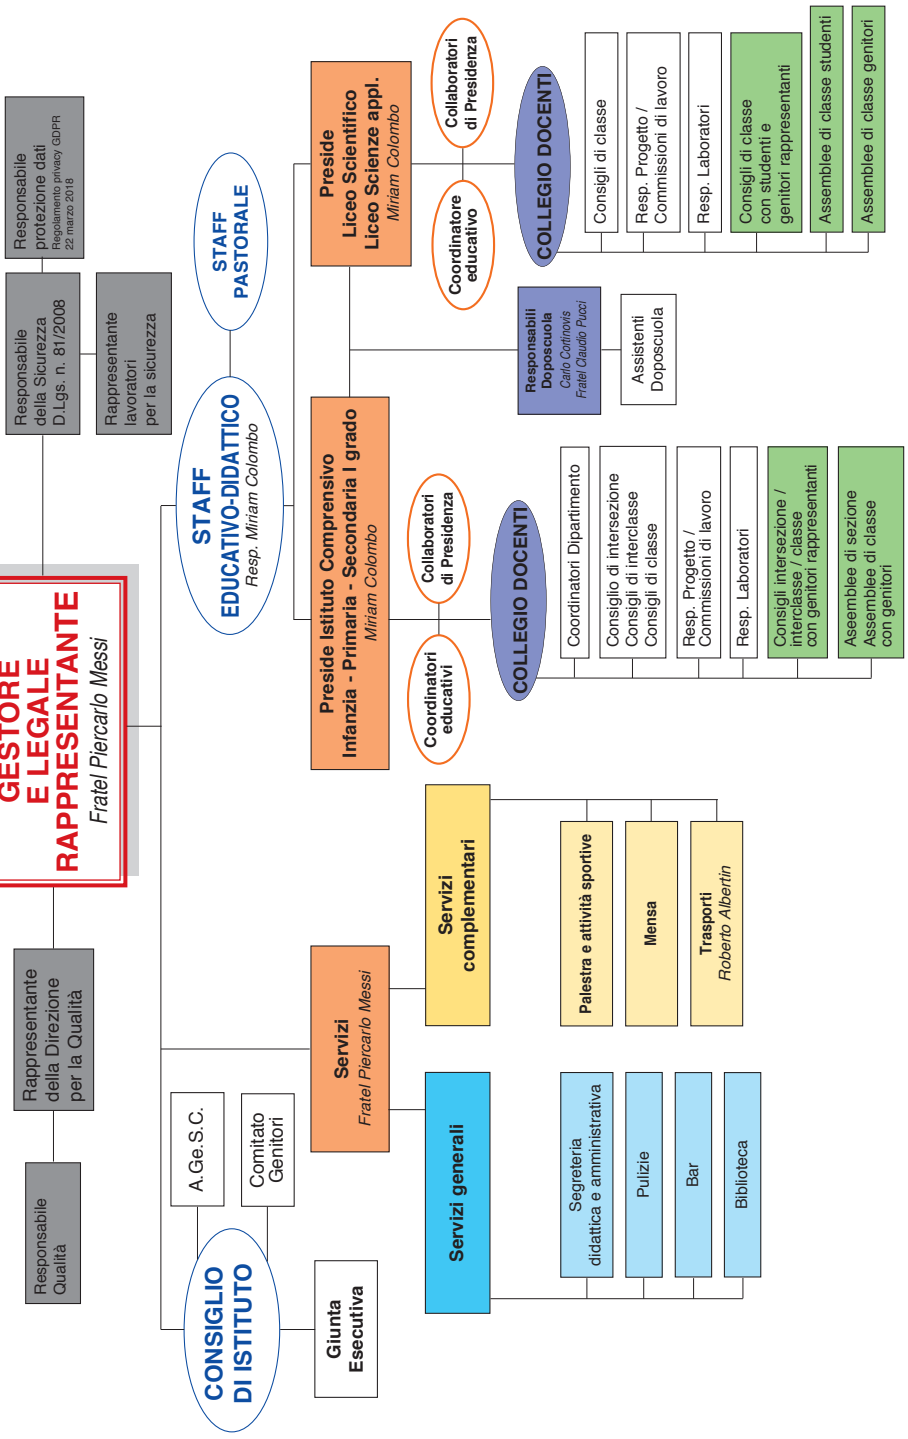 GESTORE
E LEGALE
RAPPRESENTANTE
Fratel Piercarlo Messi
Responsabile
Qualità
Rappresentante
della Direzione
per la Qualità
Responsabile
della Sicurezza
D.Lgs. n. 81/2008
Responsabile
protezione dati
Regolamento privacy GDPR
22 marzo 2018
Rappresentante
lavoratori
per la sicurezza
CONSIGLIO
DI ISTITUTO
A.Ge.S.C.
Comitato
Genitori
Giunta
Esecutiva
STAFF
EDUCATIVO-DIDATTICO
Resp. Miriam Colombo
STAFF
PASTORALE
Servizi
Fratel Piercarlo Messi
Servizi generali
Segreteria
didattica e amministrativa
Pulizie
Bar
Biblioteca
Servizi
complementari
Palestra e attività sportive
Mensa
Trasporti
Roberto Albertin
Preside Istituto Comprensivo
Infanzia - Primaria - Secondaria I grado
Miriam Colombo
Coordinatori
educativi
Collaboratori
di Presidenza
COLLEGIO DOCENTI
Coordinatori Dipartimento
Consiglio di intersezione
Consigli di interclasse
Consigli di classe
Resp. Progetto /
Commissioni di lavoro
Resp. Laboratori
Consigli intersezione /
interclasse / classe
con genitori rappresentanti
Aseemblee di sezione
Assemblee di classe
con genitori
Responsabili
Doposcuola
Carlo Cortinovis
Fratel Claudio Pucci
Assistenti
Doposcuola
Preside
Liceo Scientifico
Liceo Scienze appl.
Miriam Colombo
Coordinatore
educativo
Collaboratori
di Presidenza
COLLEGIO DOCENTI
Consigli di classe
Resp. Progetto /
Commissioni di lavoro
Resp. Laboratori
Consigli di classe
con studenti e
genitori rappresentanti
Assemblee di classe studenti
Assemblee di classe genitori